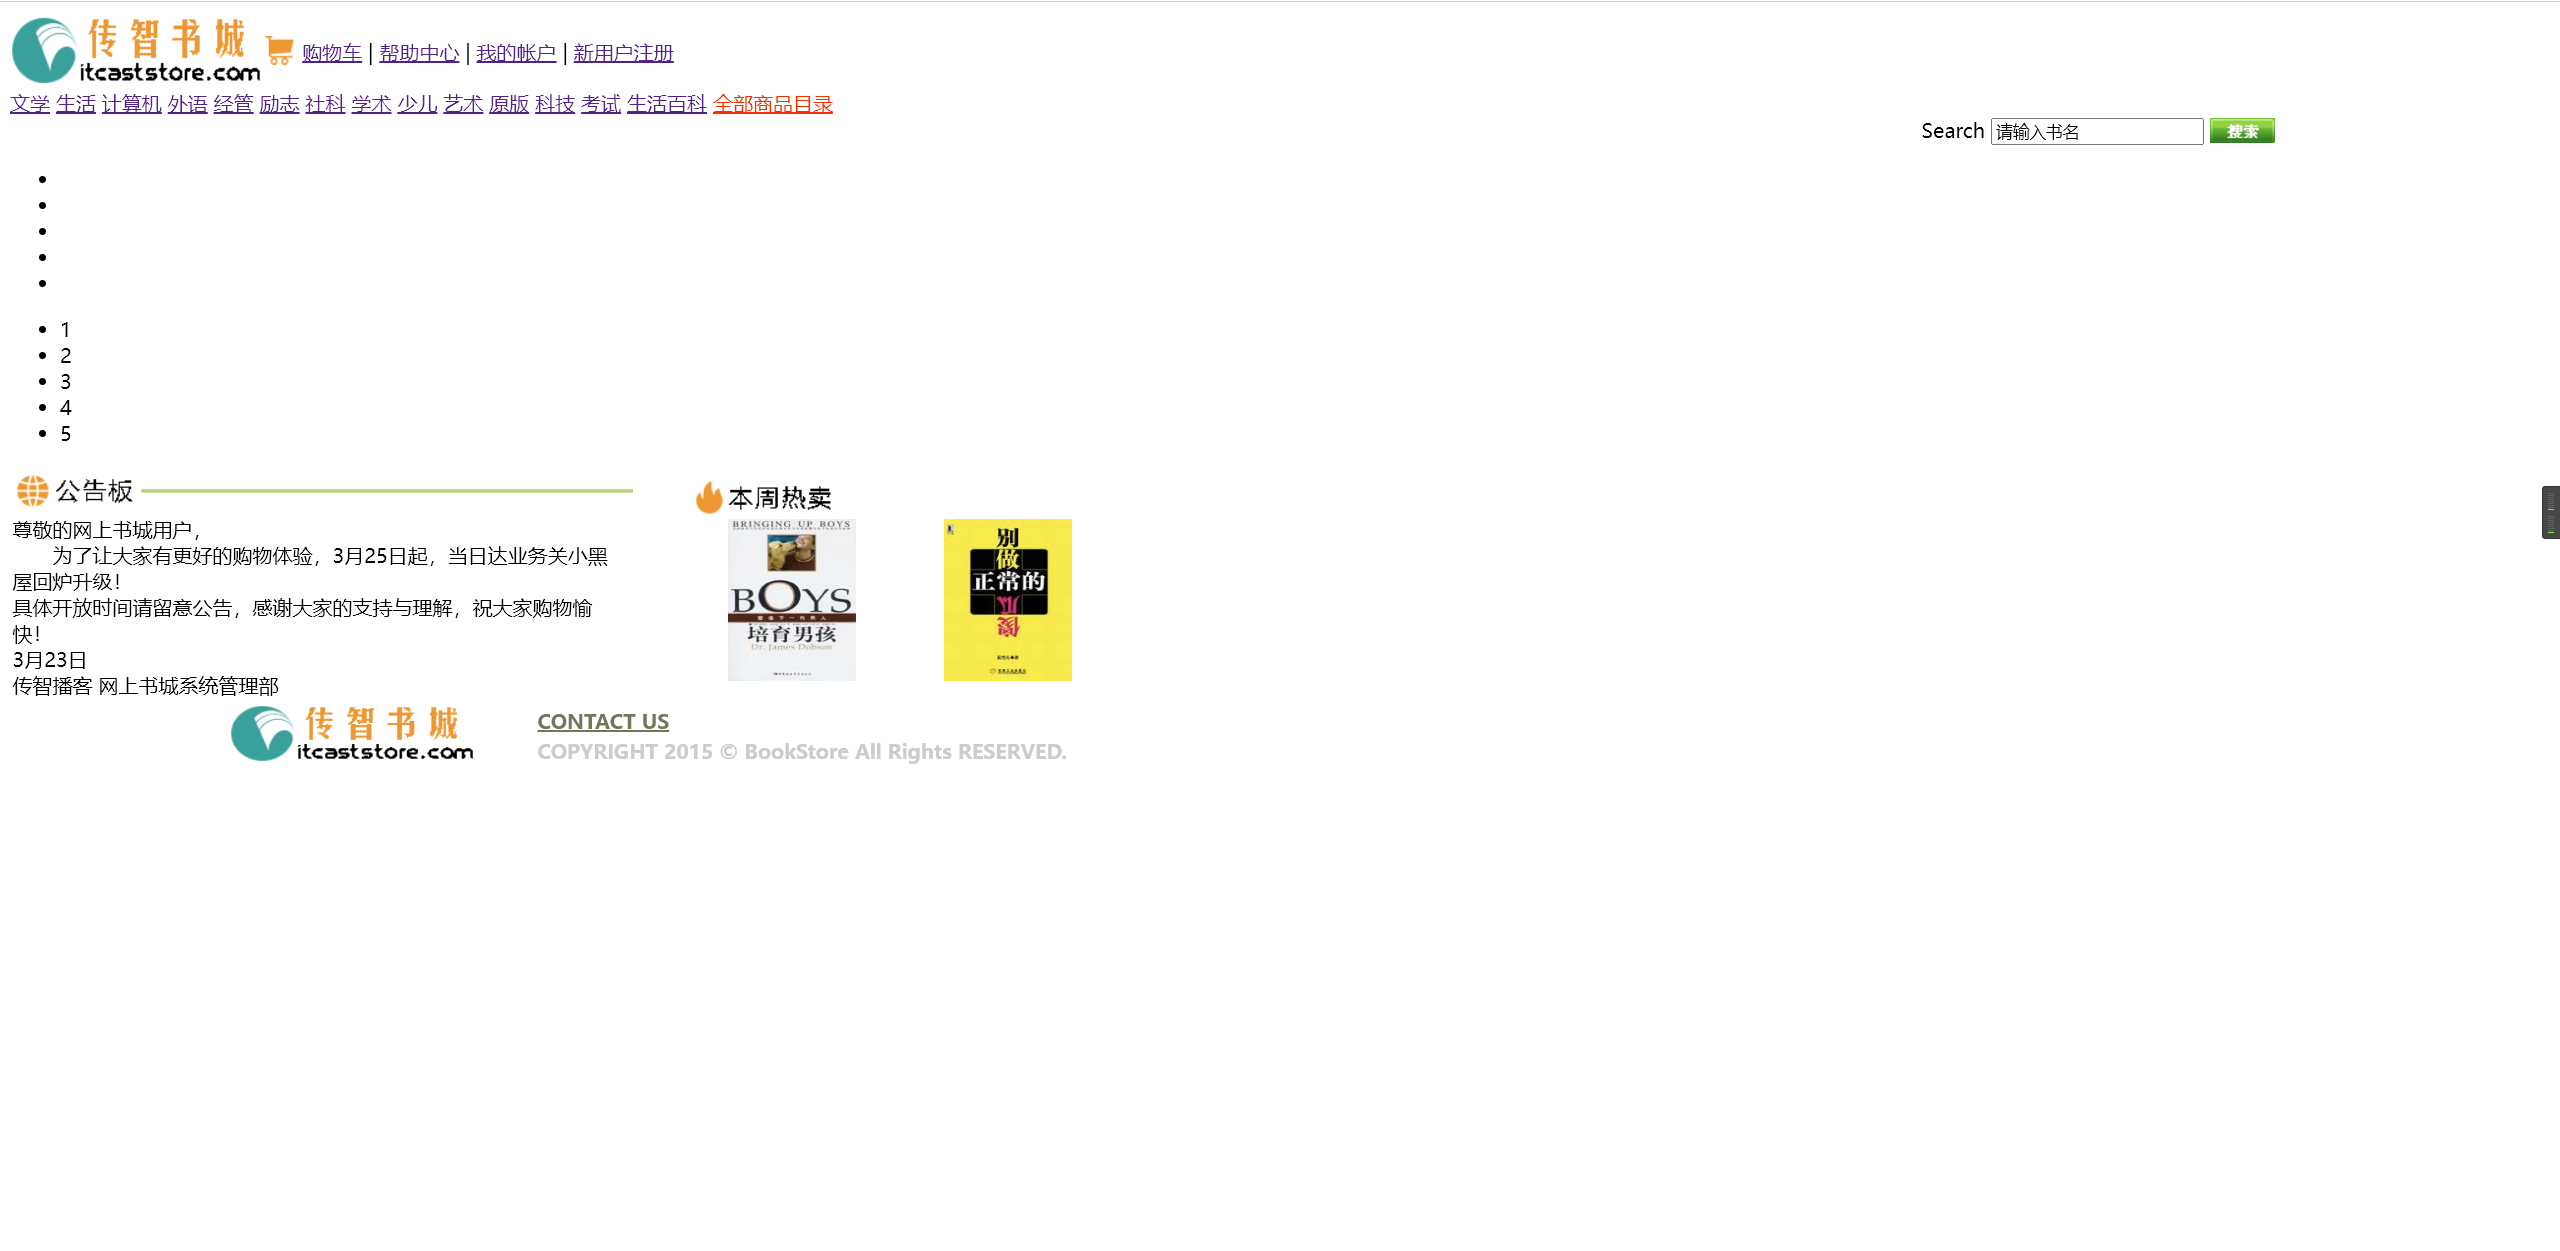 传智书城
itcaststore.com
购物车 | 帮助中心 | 我的帐户 | 新用户注册
文学 生活 计算机 外语 经管 励志 社科 学术 少儿 艺术 原版 科技 考试 生活百科 全部商品目录
Search 请输入书名 搜索
1
2
3
4
5
公告板
尊敬的网上书城用户，
为了让大家有更好的购物体验，3月25日起，当日达业务关小黑
屋回炉升级！
具体开放时间请留意公告，感谢大家的支持与理解，祝大家购物愉
快！
3月23日
传智播客 网上书城系统管理部
本周热卖
BRINGING UP BOYS
BOYS
培育男孩
Dr. James Dobson
别
做
正常的
傻
瓜
传智书城
itcaststore.com
CONTACT US
COPYRIGHT 2015 © BookStore All Rights RESERVED.